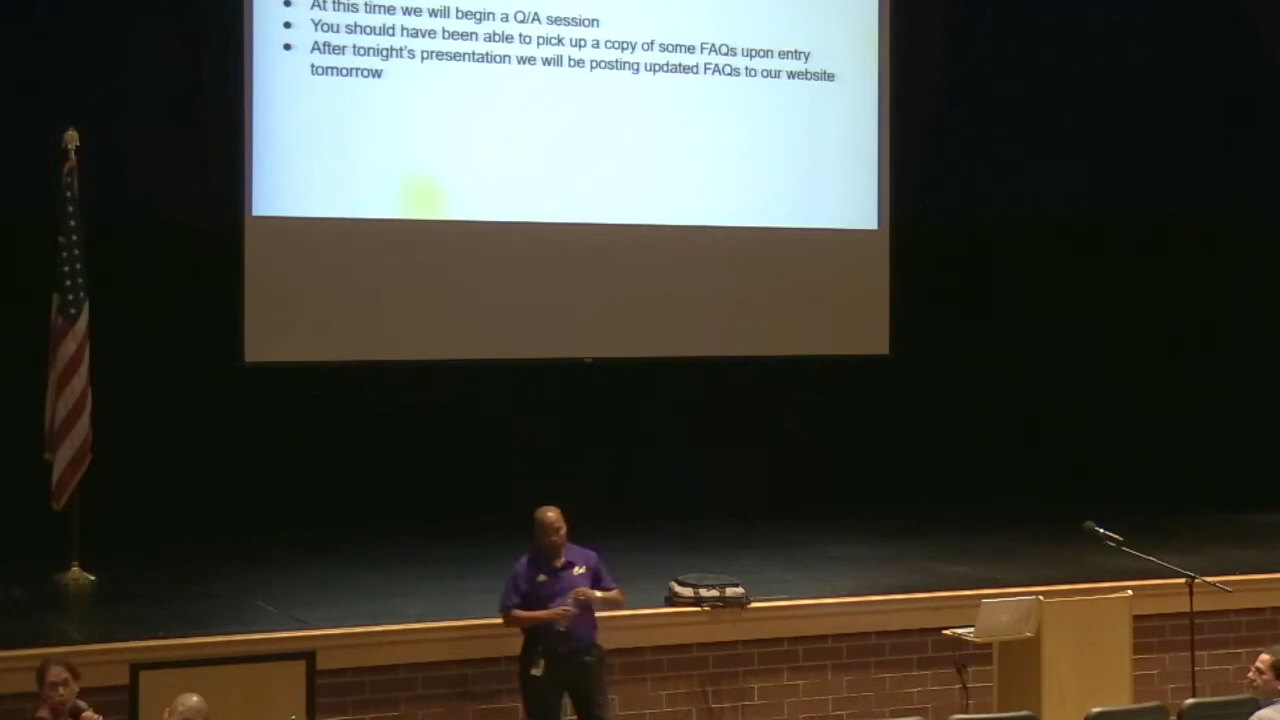 At this time we will begin a Q/A session
You should have been able to pick up a copy of some FAQs upon entry
After tonight's presentation we will be posting updated FAQs to our website
tomorrow